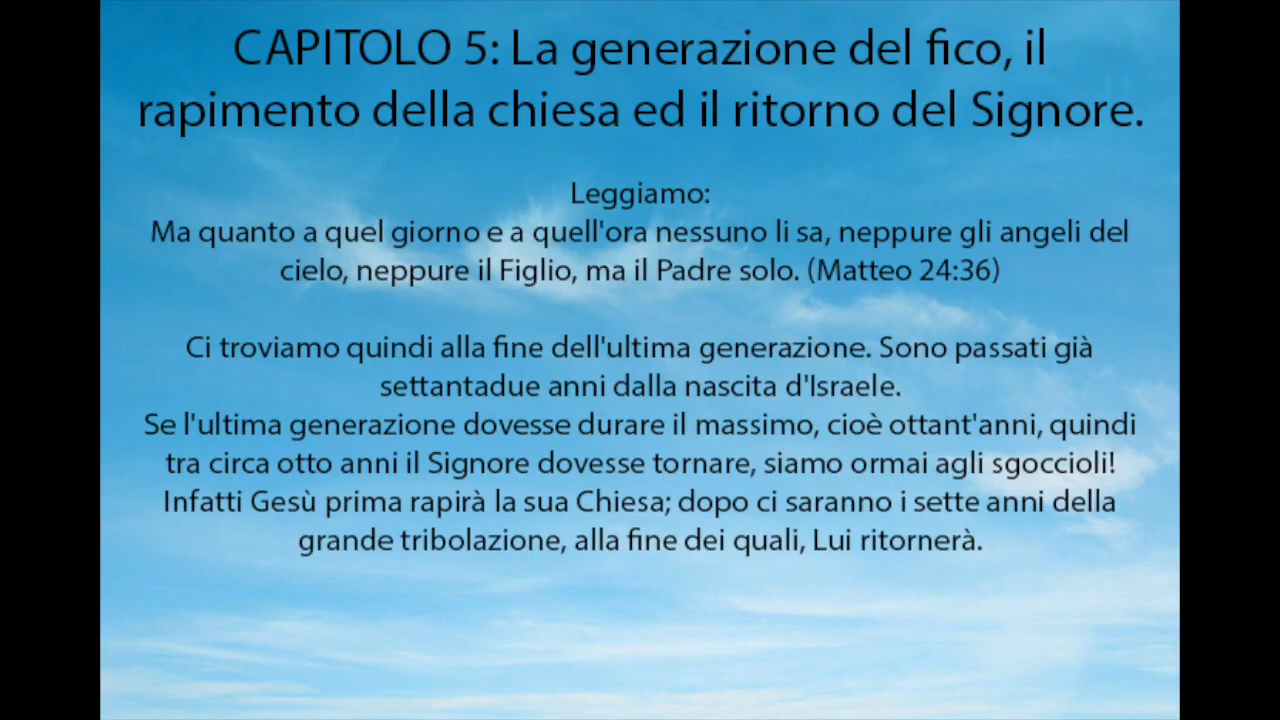 CAPITOLO 5: La generazione del fico, il
rapimento della chiesa ed il ritorno del Signore.
Leggiamo:
Ma quanto a quel giorno e a quell'ora nessuno li sa, neppure gli angeli del
cielo, neppure il Figlio, ma il Padre solo. (Matteo 24:36)
Ci troviamo quindi alla fine dell'ultima generazione. Sono passati già
settantadue anni dalla nascita d'Israele.
Se l'ultima generazione dovesse durare il massimo, cioè ottant'anni, quindi
tra circa otto anni il Signore dovesse tornare, siamo ormai agli sgoccioli!
Infatti Gesù prima rapirà la sua Chiesa; dopo ci saranno i sette anni della
grande tribolazione, alla fine dei quali, Lui ritornerà.